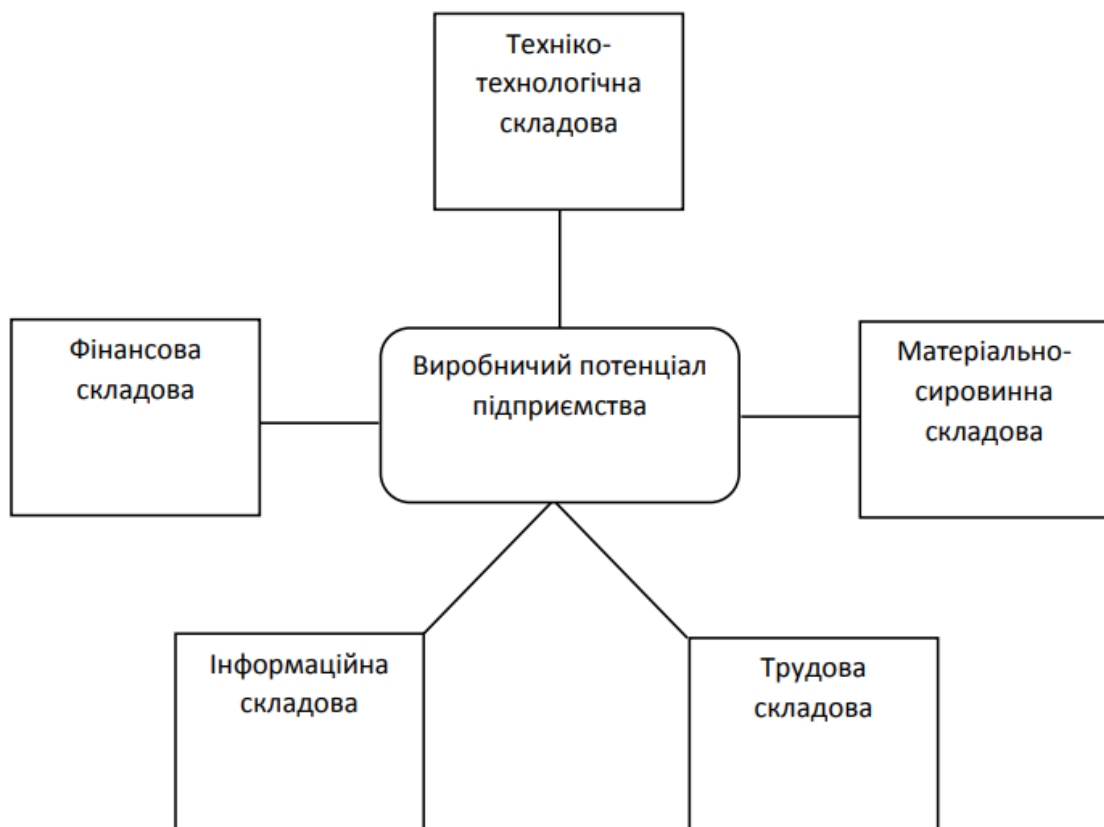 Техніко-
технологічна
складова
Фінансова
складова
Виробничий потенціал
підприємства
Матеріально-
сировинна
складова
Інформаційна
складова
Трудова
складова